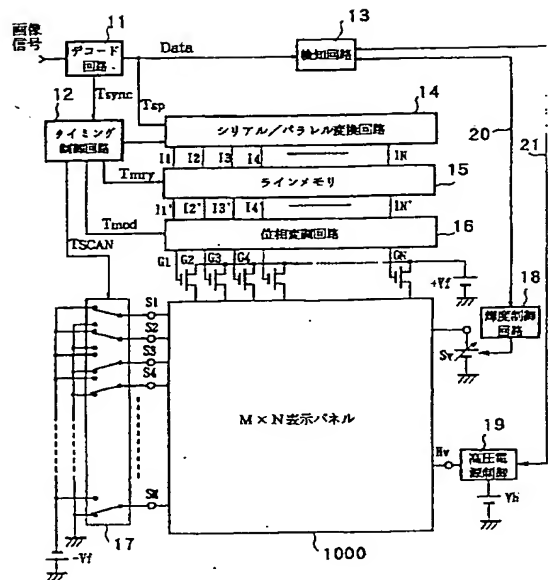 画像
信号
11
デコード
回路
Data
13
検知回路
12
Tsync
Tsp
14
タイミング
制御回路
シリアル/パラレル変換回路
20
21
I1 I2 I3 I4 IN
Tmry
ラインメモリ
15
I1' I2' I3' I4' IN'
Tmod
位相変調回路
16
TSCAN
G1 G2 G3 G4 GN
+Vf
18
輝度制御
回路
S1
S2
S3
S4
Sv
M×N表示パネル
19
Hv
高圧電
源制御
Vh
SM
17
1000
-Vf